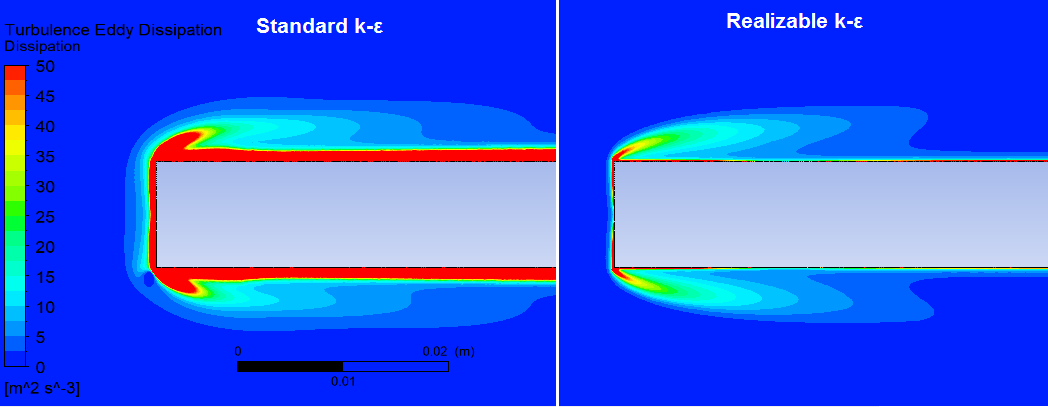 Standard k-ε
Realizable k-ε
Turbulence Eddy Dissipation
Dissipation
50
45
40
35
30
25
20
15
10
5
0
[m^2 s^-3]
0
0.02 (m)
0.01